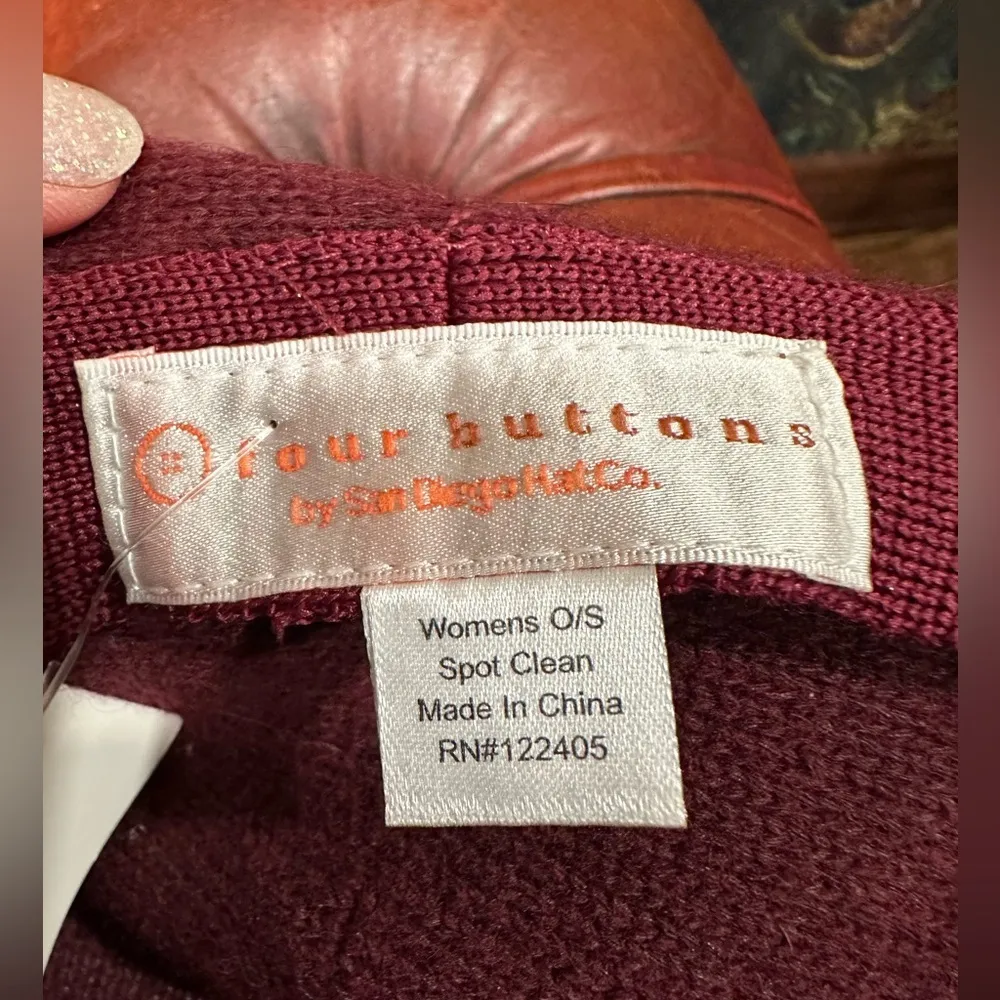 four buttons
by San Diego Hat Co.
Womens O/S
Spot Clean
Made In China
RN#122405